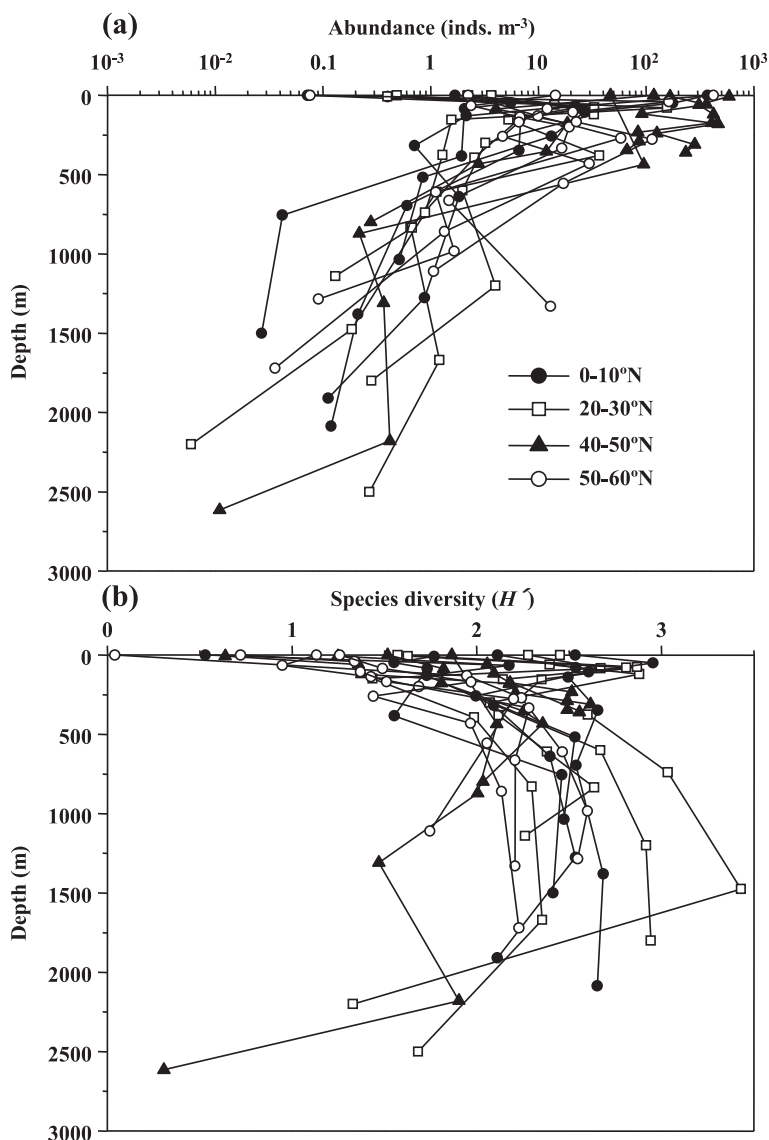 (a)
Abundance (inds. m⁻³)
10⁻³ 10⁻² 0.1 1 10 10² 10³
0
500
1000
1500
2000
2500
3000
Depth (m)
0-10ºN
20-30ºN
40-50ºN
50-60ºN
(b)
Species diversity (H´)
0 1 2 3
0
500
1000
1500
2000
2500
3000
Depth (m)